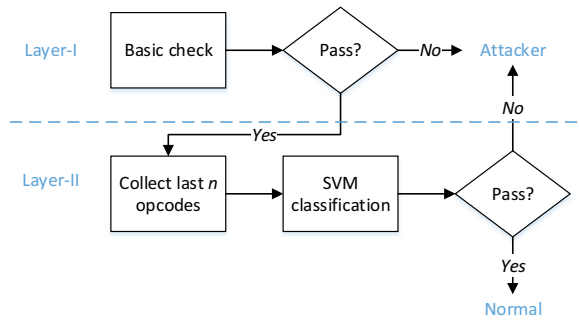 Layer-I
Basic check
Pass?
No
Attacker
Yes
No
Layer-II
Collect last n
opcodes
SVM
classification
Pass?
Yes
Normal